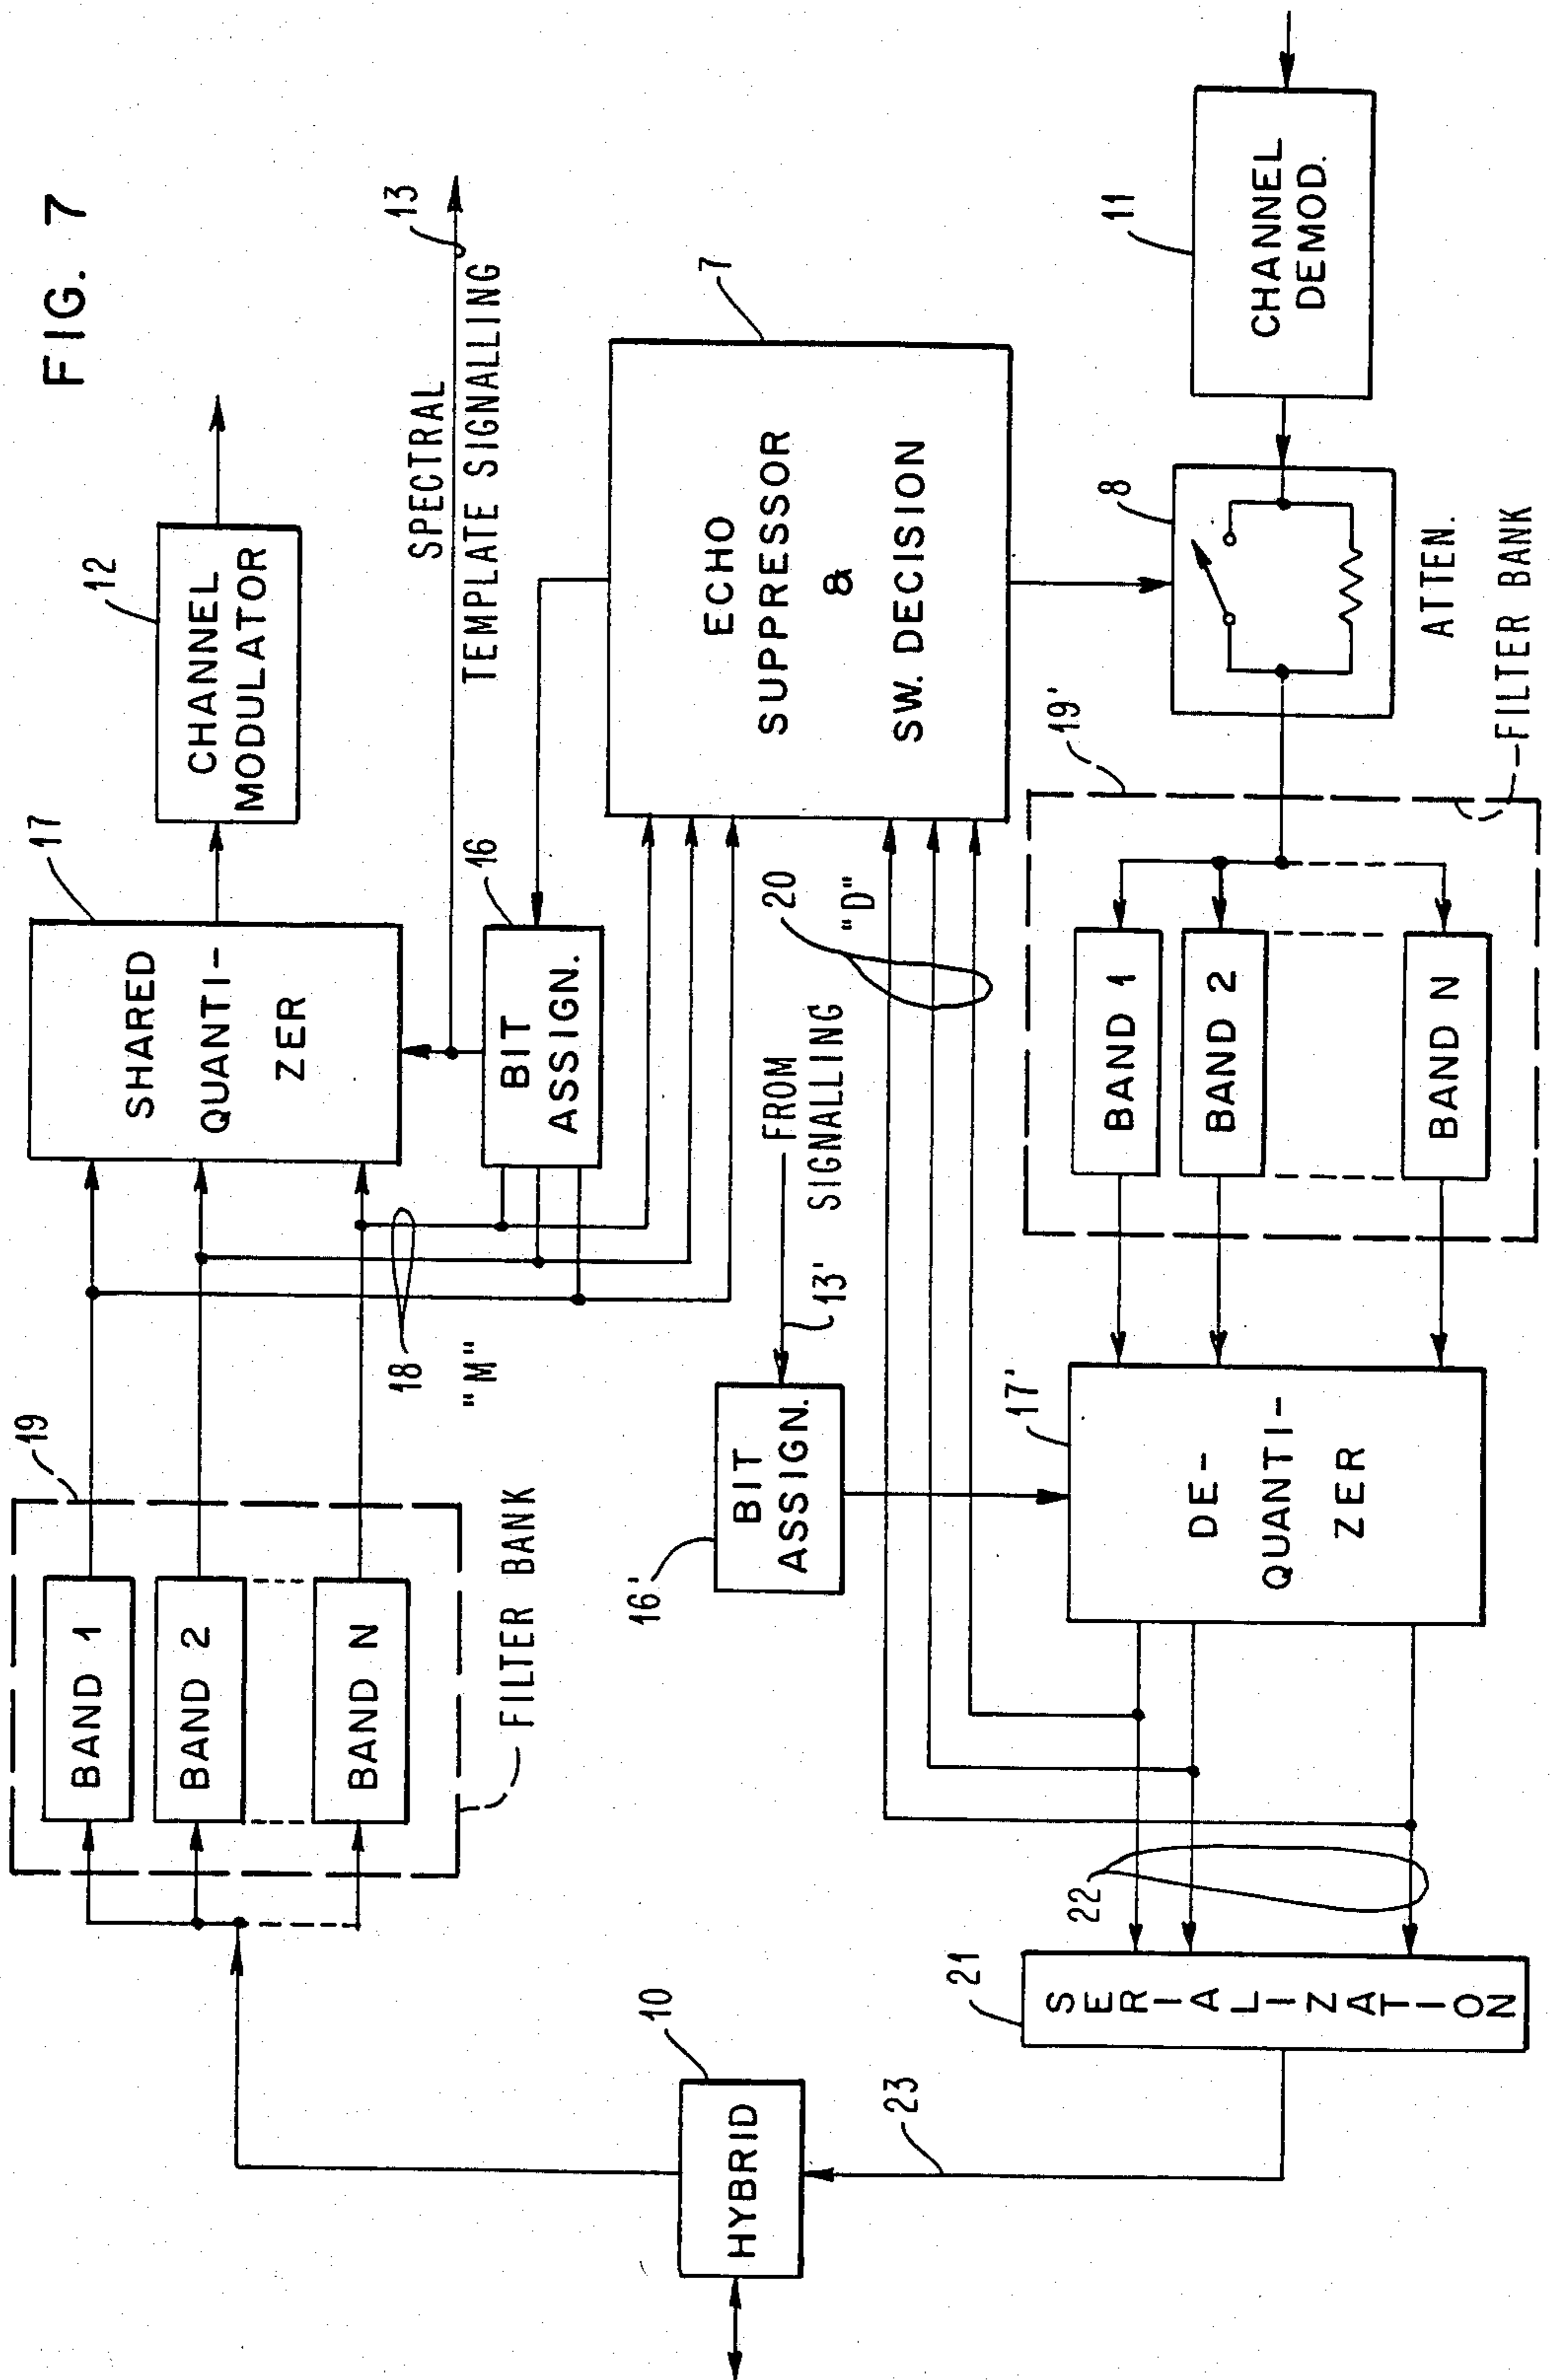 FIG. 7
19
BAND 1
BAND 2
BAND N
FILTER BANK
17
SHARED
QUANTI-
ZER
12
CHANNEL
MODULATOR
13
SPECTRAL
TEMPLATE SIGNALLING
18
"M"
16
BIT
ASSIGN.
7
ECHO
SUPPRESSOR
&
SW. DECISION
10
HYBRID
16'
BIT
ASSIGN.
13'
FROM
SIGNALLING
20
"D"
23
21
SERIALIZATION
22
17'
DE-
QUANTI-
ZER
19'
BAND 1
BAND 2
BAND N
FILTER BANK
8
ATTEN.
11
CHANNEL
DEMOD.